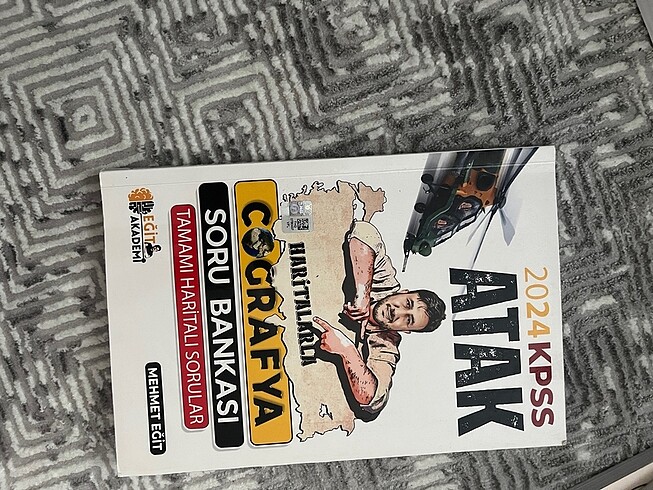 2024 KPSS
ATAK
HARİTALARLA
COĞRAFYA
SORU BANKASI
TAMAMI HARİTALI SORULAR
EĞİT
AKADEMİ
MEHMET EĞİT